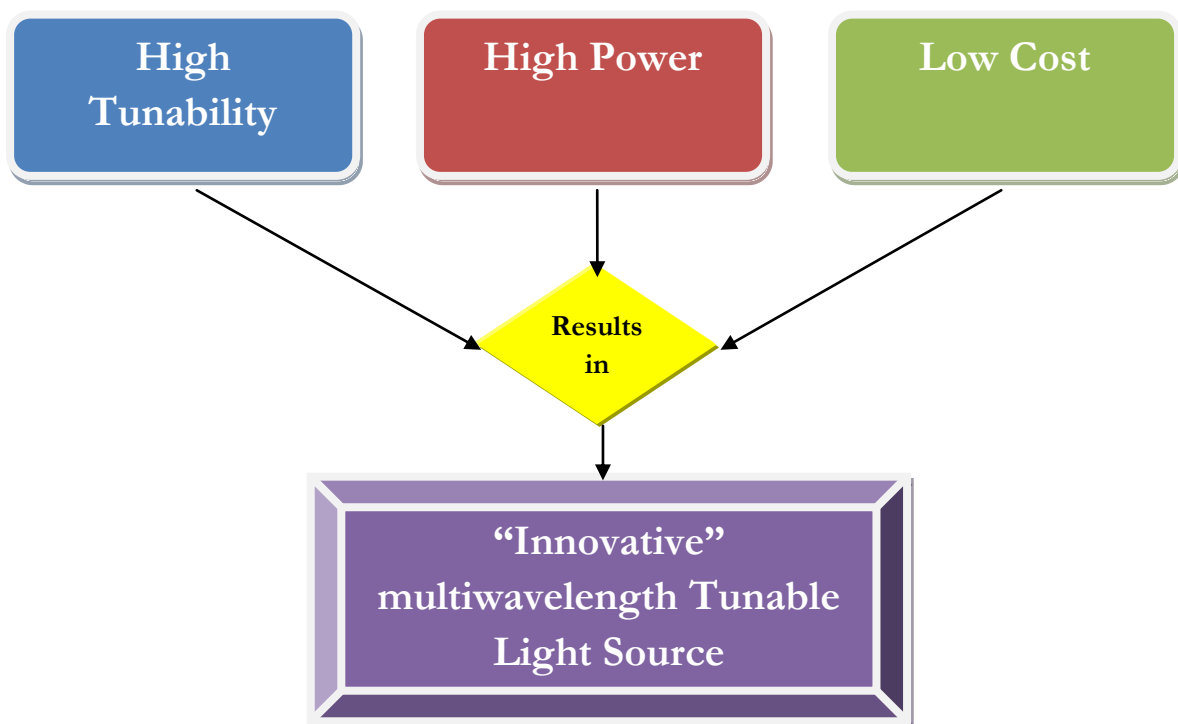 High
Tunability
High Power
Low Cost
Results
in
“Innovative”
multiwavelength Tunable
Light Source